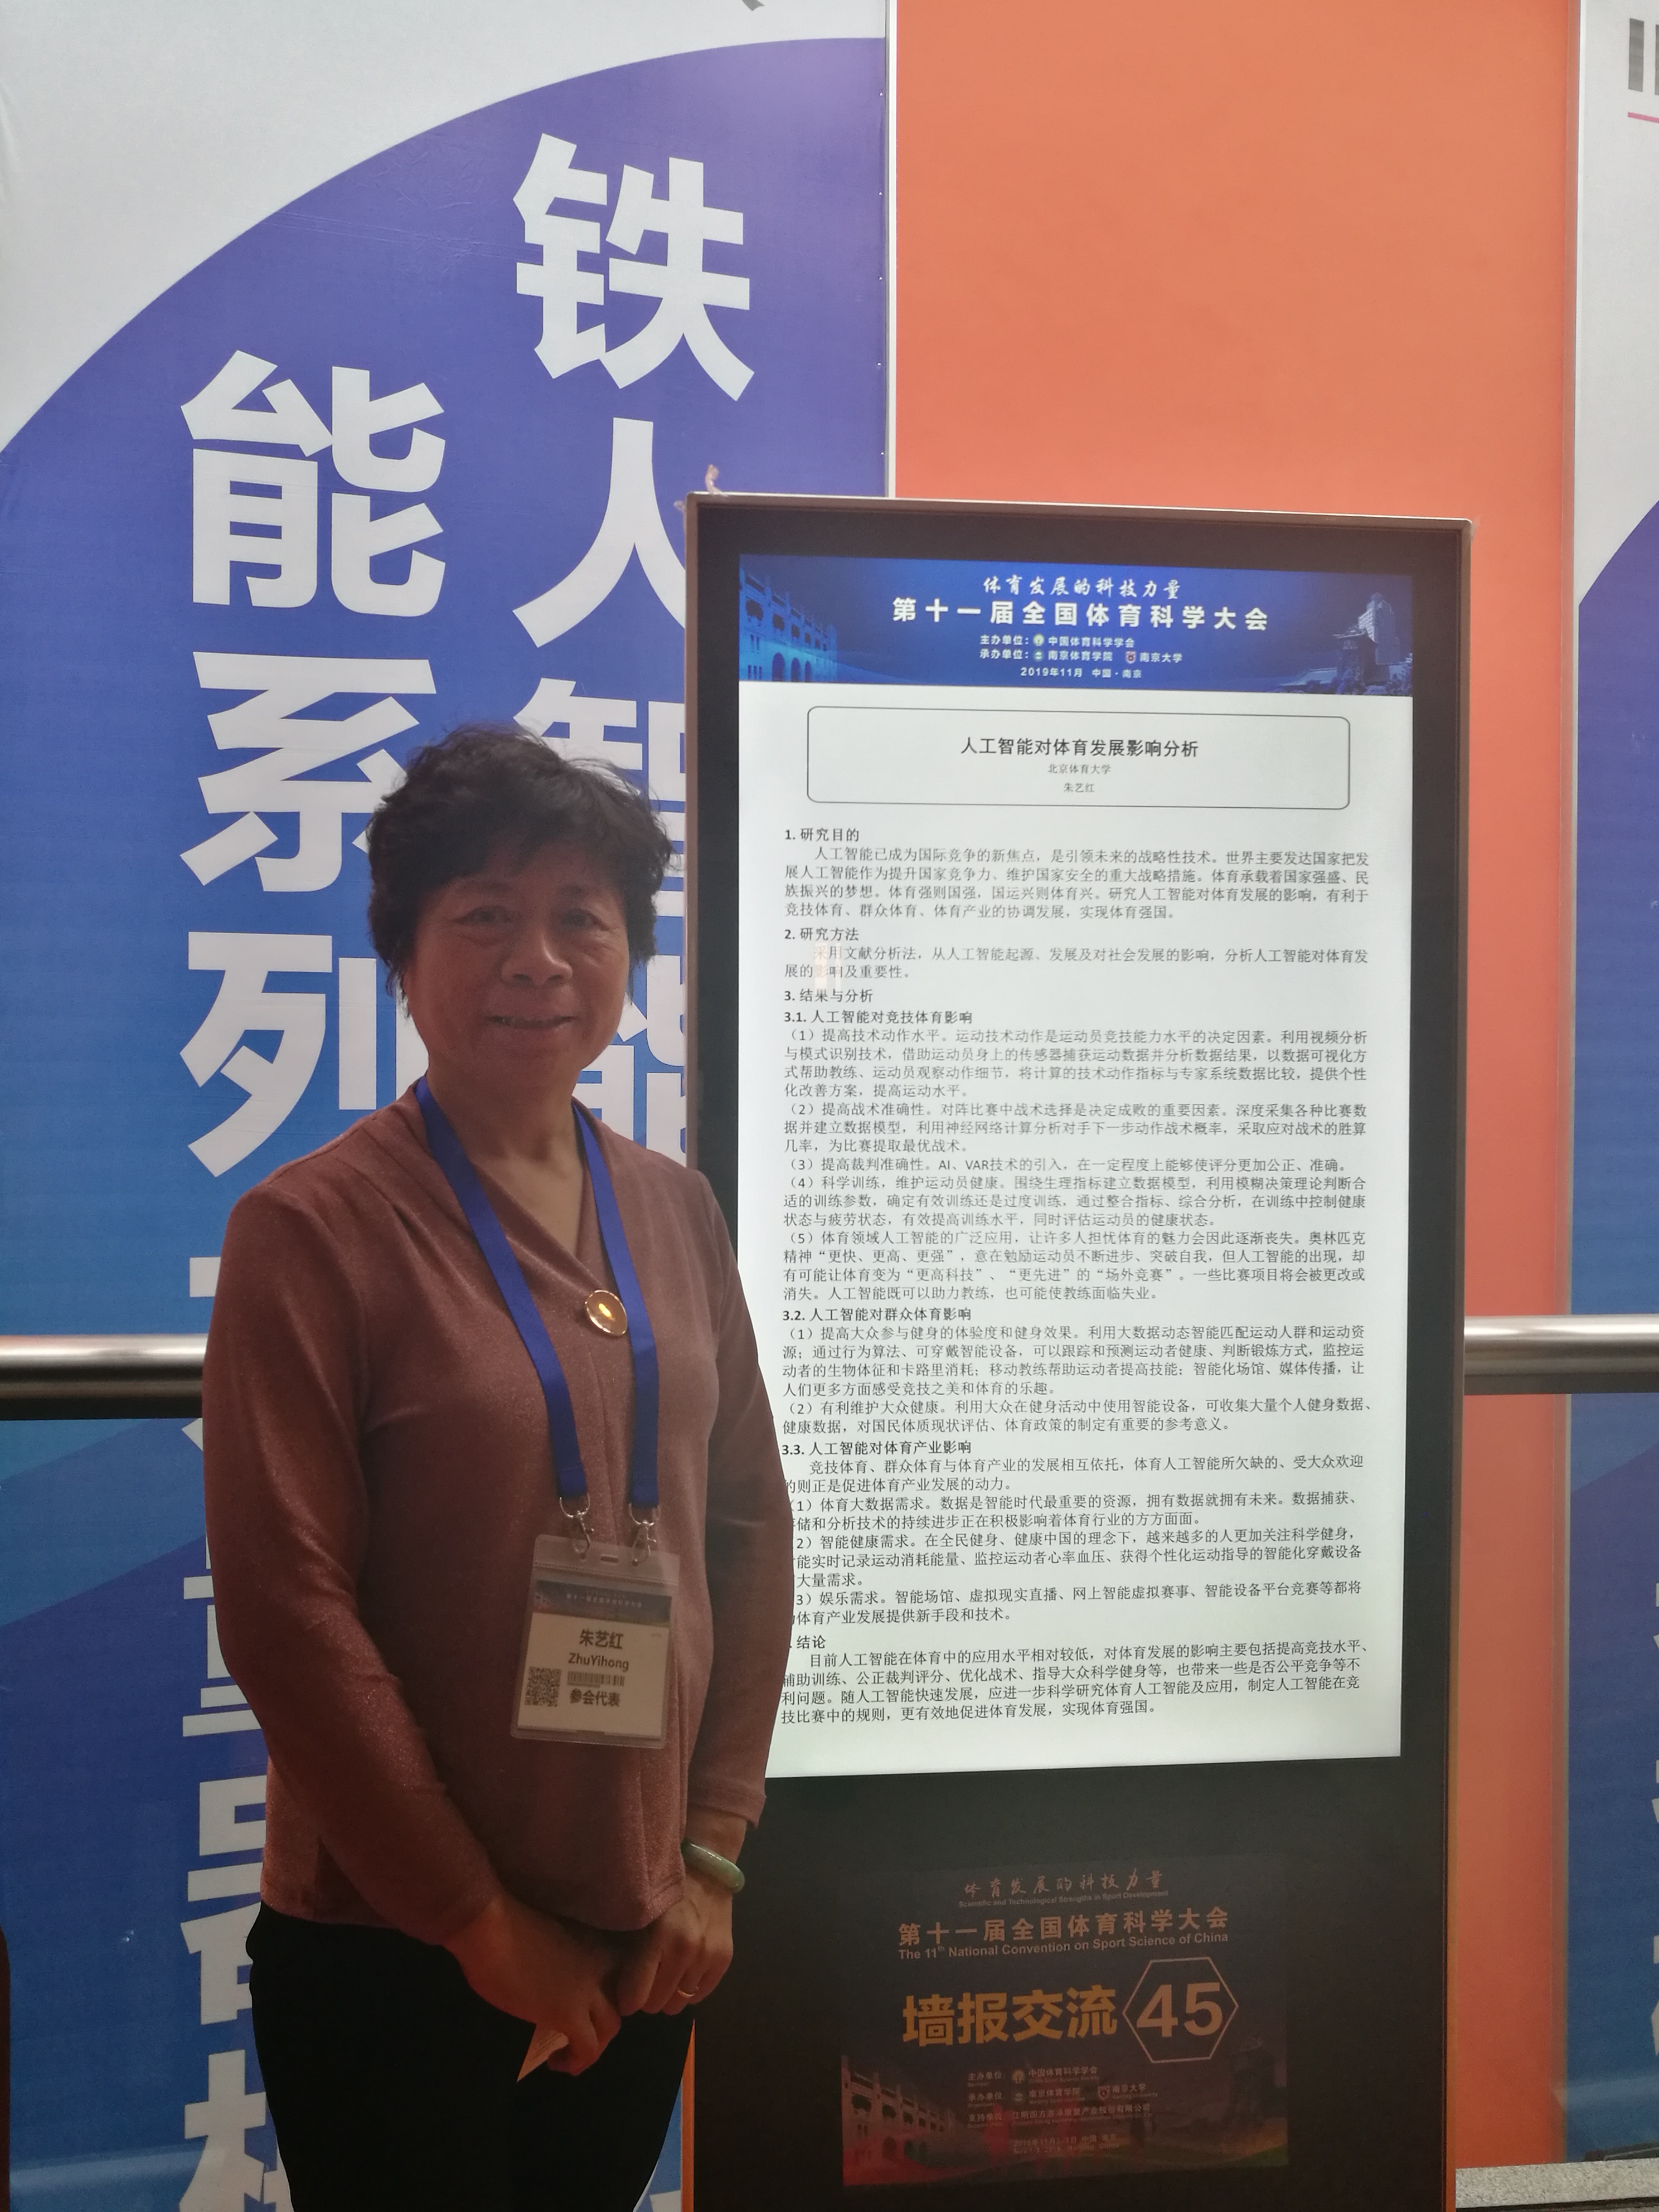 铁人智能
能系列
体育发展的科技力量
第十一届全国体育科学大会
主办单位：中国体育科学学会
承办单位：南京体育学院 南京大学
2019年11月 中国·南京
人工智能对体育发展影响分析
北京体育大学
朱艺红
1. 研究目的
人工智能已成为国际竞争的新焦点，是引领未来的战略性技术。世界主要发达国家把发
展人工智能作为提升国家竞争力、维护国家安全的重大战略措施。体育承载着国家强盛、民
族振兴的梦想。体育强则国强，国运兴则体育兴。研究人工智能对体育发展的影响，有利于
竞技体育、群众体育、体育产业的协调发展，实现体育强国。
2. 研究方法
采用文献分析法，从人工智能起源、发展及对社会发展的影响，分析人工智能对体育发
展的影响及重要性。
3. 结果与分析
3.1. 人工智能对竞技体育影响
（1）提高技术动作水平。运动技术动作是运动员竞技能力水平的决定因素。利用视频分析
与模式识别技术，借助运动员身上的传感器捕获运动数据并分析数据结果，以数据可视化方
式帮助教练、运动员观察动作细节，将计算的技术动作指标与专家系统数据比较，提供个性
化改善方案，提高运动水平。
（2）提高战术准确性。对阵比赛中战术选择是决定成败的重要因素。深度采集各种比赛数
据并建立数据模型，利用神经网络计算分析对手下一步动作战术概率，采取应对战术的胜算
几率，为比赛提取最优战术。
（3）提高裁判准确性。AI、VAR技术的引入，在一定程度上能够使评分更加公正、准确。
（4）科学训练，维护运动员健康。围绕生理指标建立数据模型，利用模糊决策理论判断合
适的训练参数，确定有效训练还是过度训练，通过整合指标、综合分析，在训练中控制健康
状态与疲劳状态，有效提高训练水平，同时评估运动员的健康状态。
（5）体育领域人工智能的广泛应用，让许多人担忧体育的魅力会因此逐渐丧失。奥林匹克
精神“更快、更高、更强”，意在勉励运动员不断进步、突破自我，但人工智能的出现，却
有可能让体育变为“更高科技”、“更先进”的“场外竞赛”。一些比赛项目将会被更改或
消失。人工智能既可以助力教练，也可能使教练面临失业。
3.2. 人工智能对群众体育影响
（1）提高大众参与健身的体验度和健身效果。利用大数据动态智能匹配运动人群和运动资
源；通过行为算法、可穿戴智能设备，可以跟踪和预测运动者健康、判断锻炼方式，监控运
动者的生物体征和卡路里消耗；移动教练帮助运动者提高技能；智能化场馆、媒体传播，让
人们更多方面感受竞技之美和体育的乐趣。
（2）有利维护大众健康。利用大众在健身活动中使用智能设备，可收集大量个人健身数据、
健康数据，对国民体质现状评估、体育政策的制定有重要的参考意义。
3.3. 人工智能对体育产业影响
竞技体育、群众体育与体育产业的发展相互依托，体育人工智能所欠缺的、受大众欢迎
的则正是促进体育产业发展的动力。
（1）体育大数据需求。数据是智能时代最重要的资源，拥有数据就拥有未来。数据捕获、
储和分析技术的持续进步正在积极影响着体育行业的方方面面。
2）智能健康需求。在全民健身、健康中国的理念下，越来越多的人更加关注科学健身，
能实时记录运动消耗能量、监控运动者心率血压、获得个性化运动指导的智能化穿戴设备
大量需求。
3）娱乐需求。智能场馆、虚拟现实直播、网上智能虚拟赛事、智能设备平台竞赛等都将
体育产业发展提供新手段和技术。
. 结论
目前人工智能在体育中的应用水平相对较低，对体育发展的影响主要包括提高竞技水平、
辅助训练、公正裁判评分、优化战术、指导大众科学健身等，也带来一些是否公平竞争等不
利问题。随人工智能快速发展，应进一步科学研究体育人工智能及应用，制定人工智能在竞
技比赛中的规则，更有效地促进体育发展，实现体育强国。
第十一届全国体育科学大会
朱艺红
ZhuYihong
参会代表
体育发展的科技力量
Scientific and Technological Strengths in Sport Development
第十一届全国体育科学大会
The 11th National Convention on Sport Science of China
墙报交流 45
主办单位：中国体育科学学会
承办单位：南京体育学院 南京大学
支持单位：